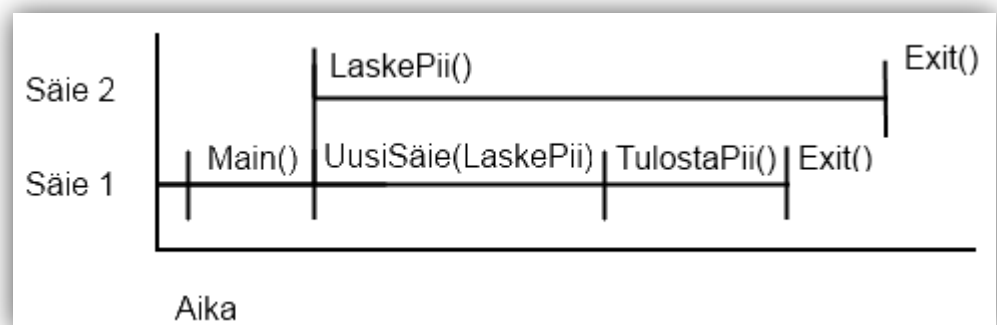 LaskePii()
Exit()
Säie 2
Main()
UusiSäie(LaskePii)
TulostaPii()
Exit()
Säie 1
Aika